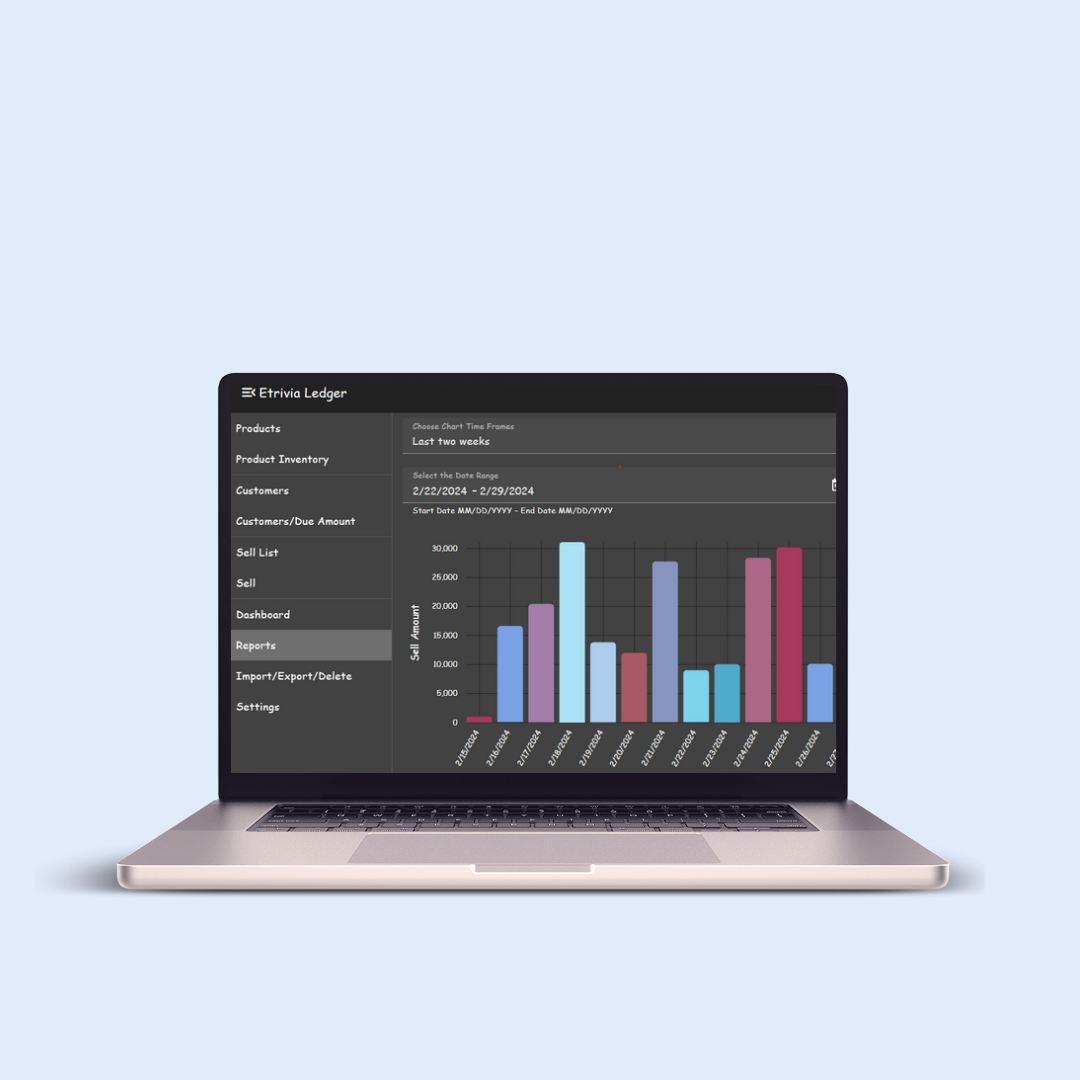 Etrivia Ledger
Products
Product Inventory
Customers
Customers/Due Amount
Sell List
Sell
Dashboard
Reports
Import/Export/Delete
Settings
Choose Chart Time Frames
Last two weeks
Select the Date Range
2/22/2024 - 2/29/2024
Start Date MM/DD/YYYY - End Date MM/DD/YYYY
Sell Amount
30,000
25,000
20,000
15,000
10,000
5,000
0
2/15/2024
2/16/2024
2/17/2024
2/18/2024
2/19/2024
2/20/2024
2/21/2024
2/22/2024
2/23/2024
2/24/2024
2/25/2024
2/26/2024